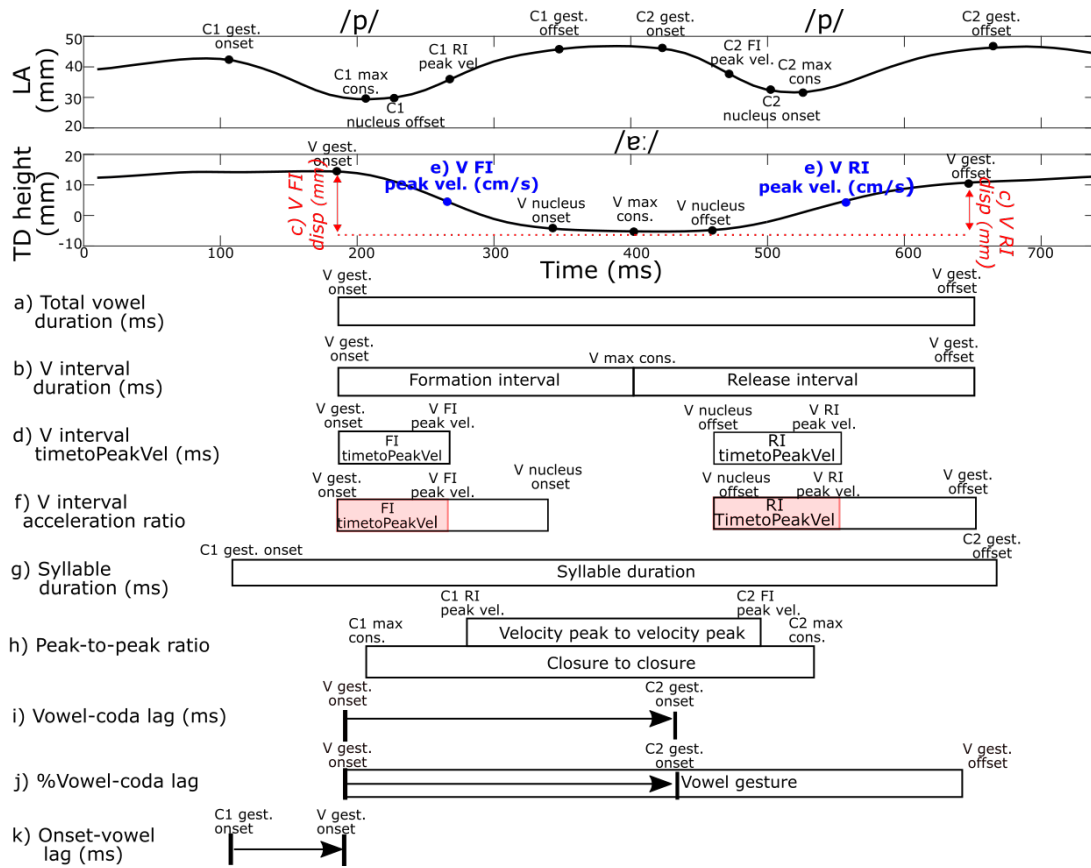 /p/
/p/
C1 gest.
onset
C1 gest.
offset
C2 gest.
onset
C2 gest.
offset
50
40
30
20
LA
(mm)
C1 RI
peak vel.
C1 max
cons.
C1
nucleus offset
C2 FI
peak vel.
C2 max
cons.
C2
nucleus onset
/ɐː/
20
10
0
-10
TD height
(mm)
V gest.
onset
c) V FI
disp (mm)
e) V FI
peak vel. (cm/s)
V nucleus
onset
V max
cons.
V nucleus
offset
e) V RI
peak vel. (cm/s)
V gest.
offset
c) V RI
disp (mm)
0
100
200
300
400
500
600
700
Time (ms)
a) Total vowel
duration (ms)
V gest.
onset
V gest.
offset
b) V interval
duration (ms)
V gest.
onset
V max cons.
V gest.
offset
Formation interval
Release interval
d) V interval
timetoPeakVel (ms)
V gest.
onset
V FI
peak vel.
FI
timetoPeakVel
V nucleus
offset
V RI
peak vel.
RI
timetoPeakVel
f) V interval
acceleration ratio
V gest.
onset
V FI
peak vel.
V nucleus
onset
FI
timetoPeakVel
V nucleus
offset
V RI
peak vel.
V gest.
offset
RI
TimetoPeakVel
g) Syllable
duration (ms)
C1 gest. onset
C2 gest.
offset
Syllable duration
h) Peak-to-peak ratio
C1 RI
peak vel.
C2 FI
peak vel.
Velocity peak to velocity peak
C1 max
cons.
C2 max
cons.
Closure to closure
i) Vowel-coda lag (ms)
V gest.
onset
C2 gest.
onset
j) %Vowel-coda lag
V gest.
onset
C2 gest.
onset
V gest.
offset
Vowel gesture
k) Onset-vowel
lag (ms)
C1 gest.
onset
V gest.
onset